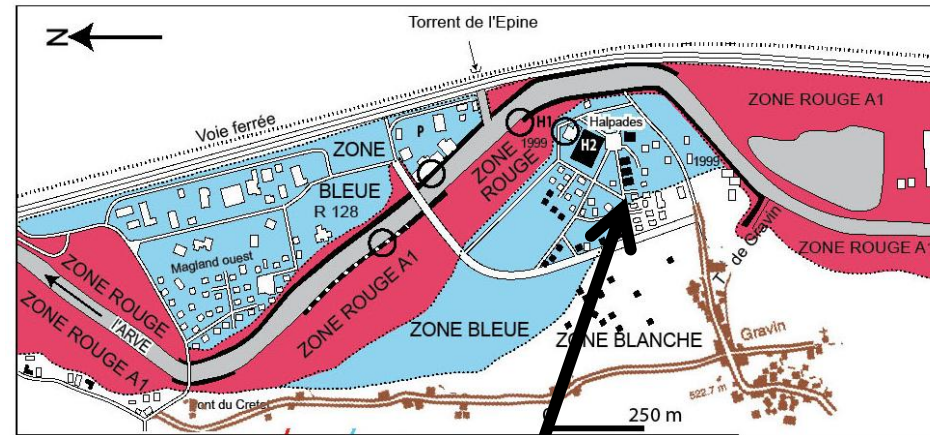 Torrent de l'Epine
N
Voie ferrée
ZONE
BLEUE
R 128
P
H1
1999
Halpades
H2
1999
ZONE ROUGE A1
ZONE
ROUGE
Magland ouest
ZONE ROUGE
ZONE ROUGE A1
l'ARVE
ZONE ROUGE A1
ZONE BLEUE
ZONE BLANCHE
T. de Gravin
ZONE ROUGE A1
Gravin
522.7 m
Pont du Cretet
250 m